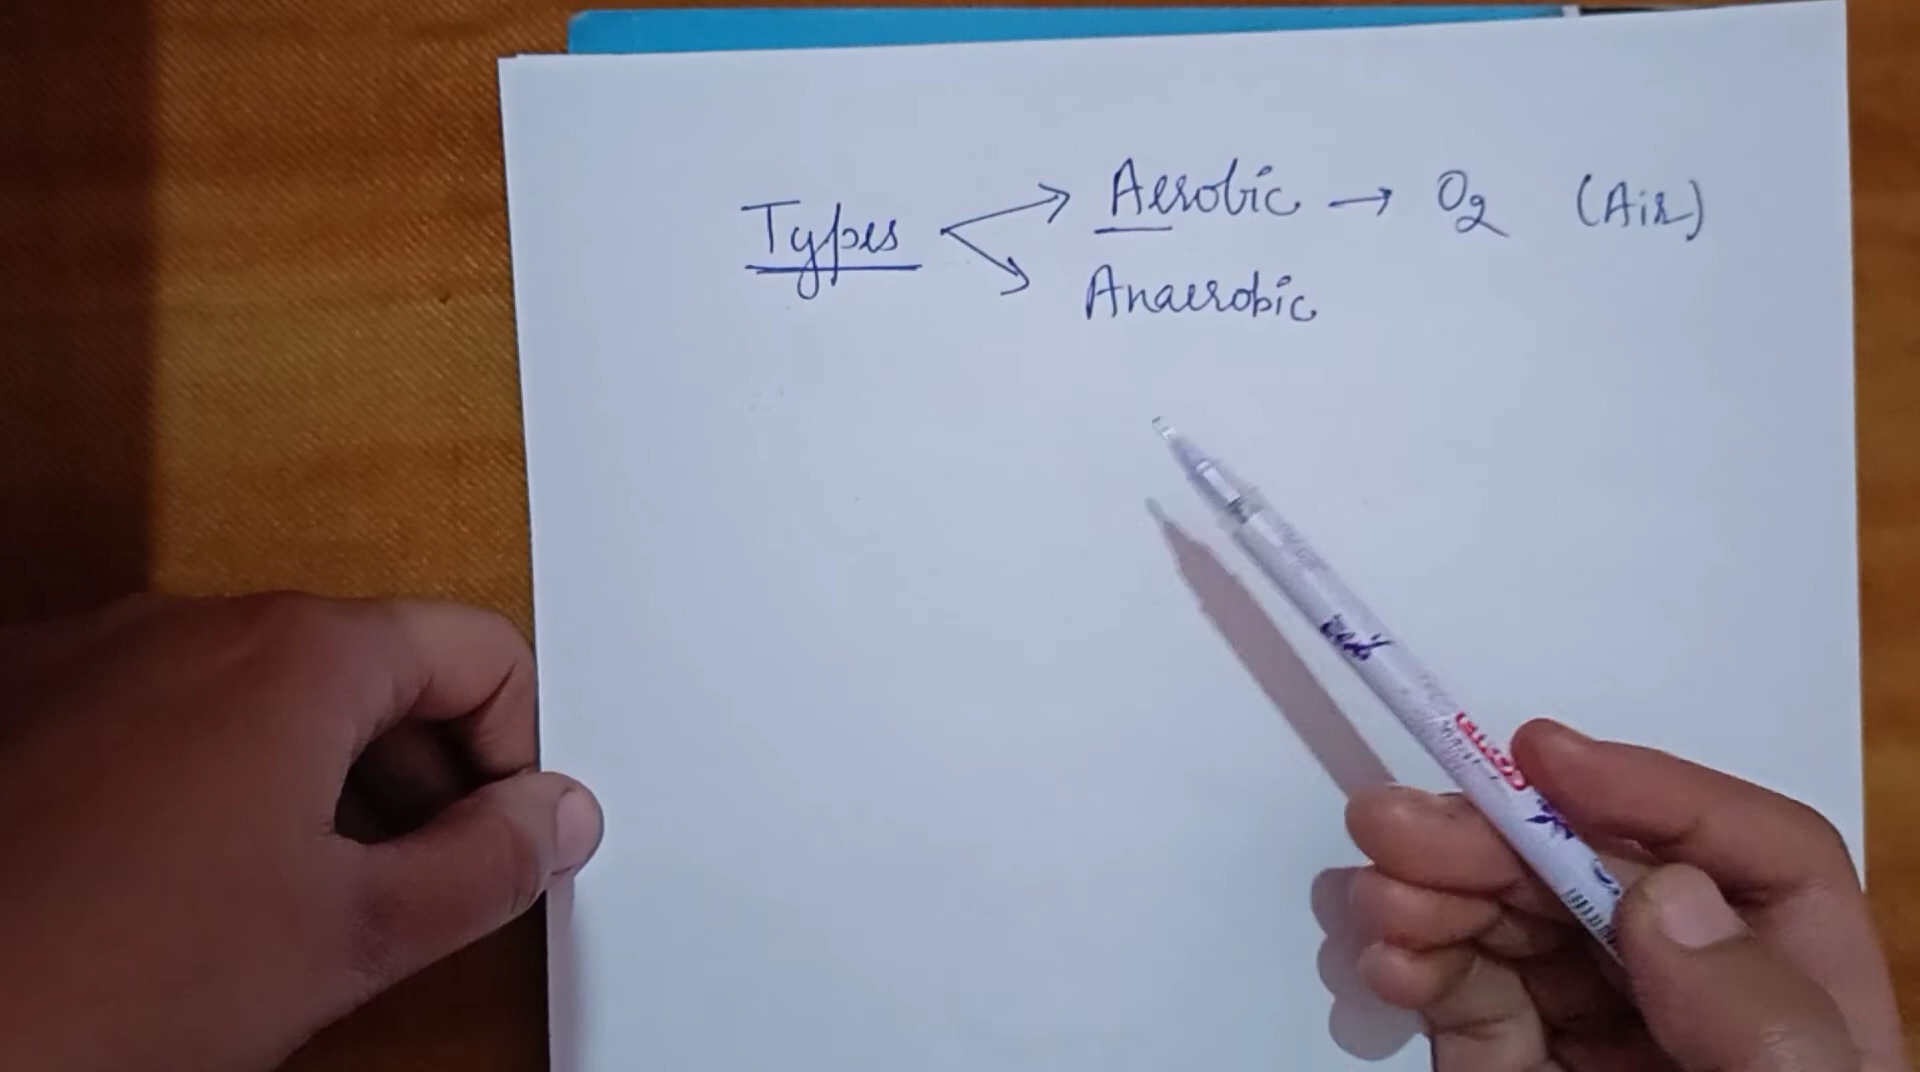 Types → Aerobic → O2 (Air)
→ Anaerobic